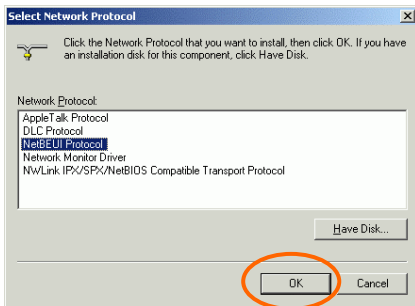 Select Network Protocol
Click the Network Protocol that you want to install, then click OK. If you have
an installation disk for this component, click Have Disk.
Network Protocol:
AppleTalk Protocol
DLC Protocol
NetBEUI Protocol
Network Monitor Driver
NWLink IPX/SPX/NetBIOS Compatible Transport Protocol
Have Disk...
OK
Cancel